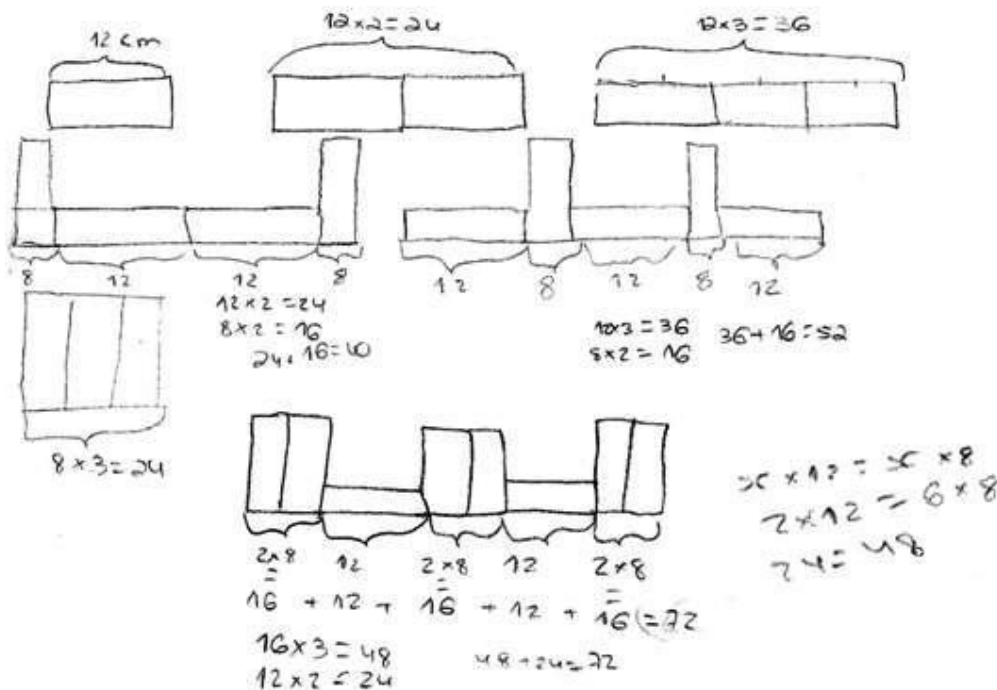 12 cm
12×2=24
12×3=36
8 12 12 8
12×2=24
8×2=16
24+16=40
12 8 12 8 12
12×3=36
8×2=16
36+16=52
8×3=24
2×8 12 2×8 12 2×8
= = =
16 + 12 + 16 + 12 + 16 (=72
16×3=48
12×2=24
48+24=72
x×12=x×8
2×12=6×8
24=48